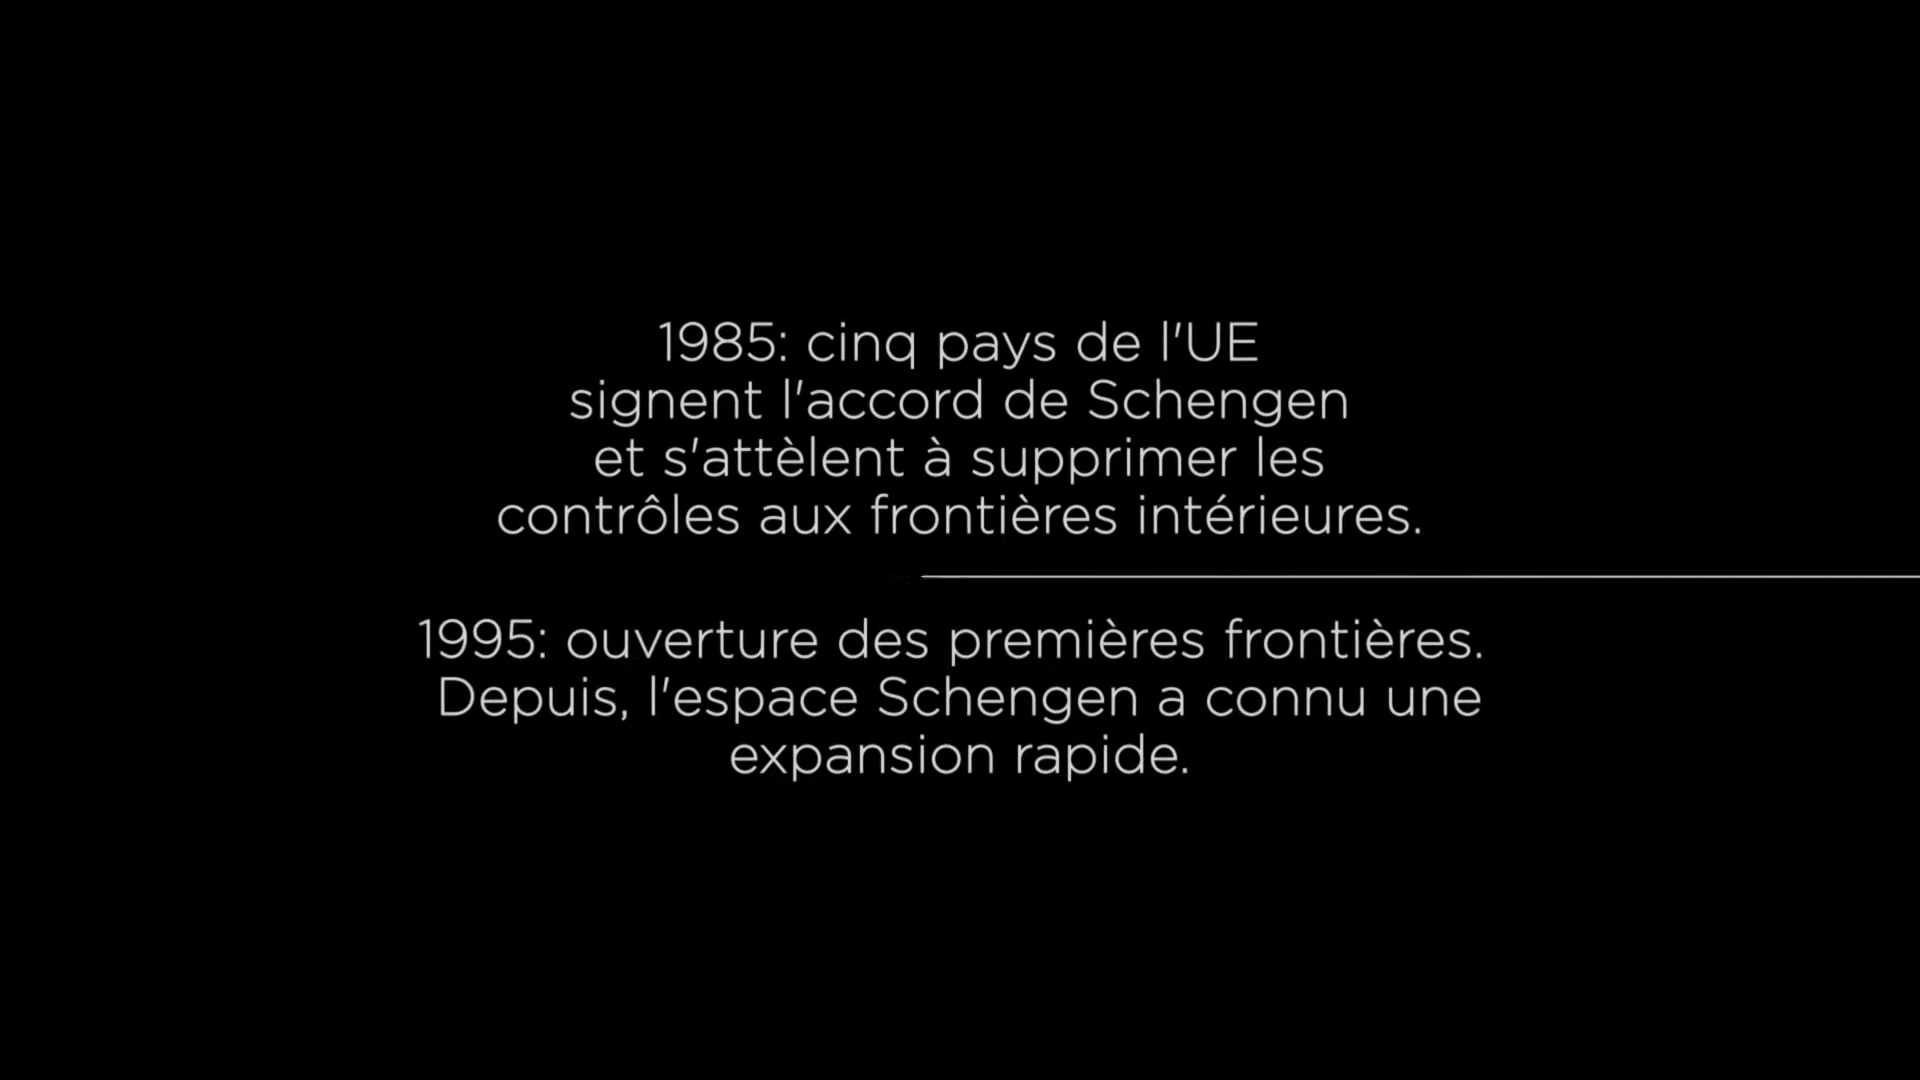 1985: cinq pays de l'UE
signent l'accord de Schengen
et s'attèlent à supprimer les
contrôles aux frontières intérieures.
1995: ouverture des premières frontières.
Depuis, l'espace Schengen a connu une
expansion rapide.